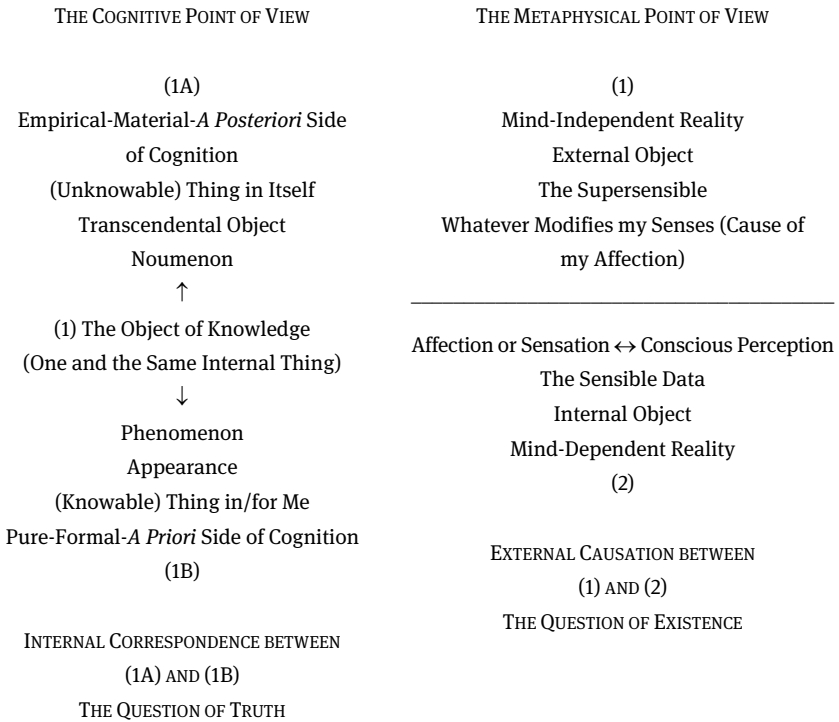 THE COGNITIVE POINT OF VIEW
(1A)
Empirical-Material-A Posteriori Side
of Cognition
(Unknowable) Thing in Itself
Transcendental Object
Noumenon
↑
(1) The Object of Knowledge
(One and the Same Internal Thing)
↓
Phenomenon
Appearance
(Knowable) Thing in/for Me
Pure-Formal-A Priori Side of Cognition
(1B)
INTERNAL CORRESPONDENCE BETWEEN
(1A) AND (1B)
THE QUESTION OF TRUTH
THE METAPHYSICAL POINT OF VIEW
(1)
Mind-Independent Reality
External Object
The Supersensible
Whatever Modifies my Senses (Cause of
my Affection)
Affection or Sensation ↔ Conscious Perception
The Sensible Data
Internal Object
Mind-Dependent Reality
(2)
EXTERNAL CAUSATION BETWEEN
(1) AND (2)
THE QUESTION OF EXISTENCE